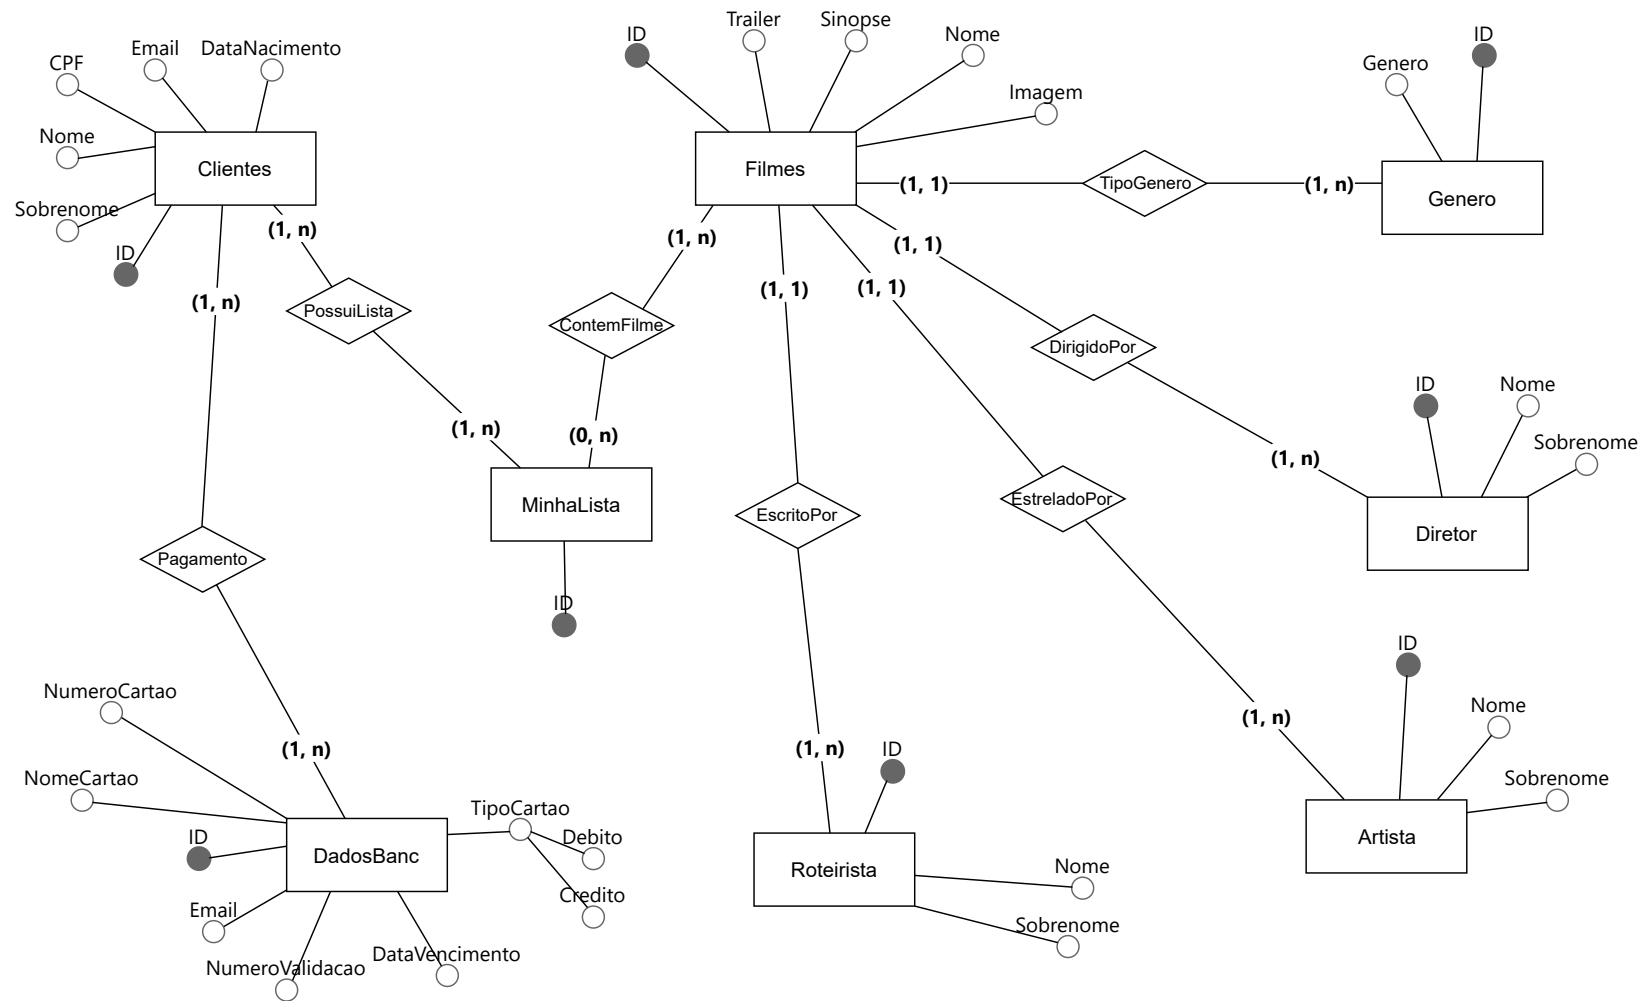 Trailer
Sinopse
ID
Nome
ID
Email
DataNacimento
CPF
Genero
Imagem
Nome
Clientes
Filmes
TipoGenero
(1, 1)
(1, n)
Genero
Sobrenome
(1, n)
(1, n)
(1, 1)
ID
(1, n)
(1, 1)
(1, 1)
PossuiLista
ContemFilme
DirigidoPor
ID
Nome
(1, n)
(0, n)
Sobrenome
(1, n)
MinhaLista
EscritoPor
EstreladoPor
Diretor
Pagamento
ID
ID
NumeroCartao
Nome
(1, n)
(1, n)
(1, n)
ID
NomeCartao
Sobrenome
TipoCartao
ID
Debito
Artista
DadosBanc
Roteirista
Nome
Credito
Email
Sobrenome
DataVencimento
NumeroValidacao